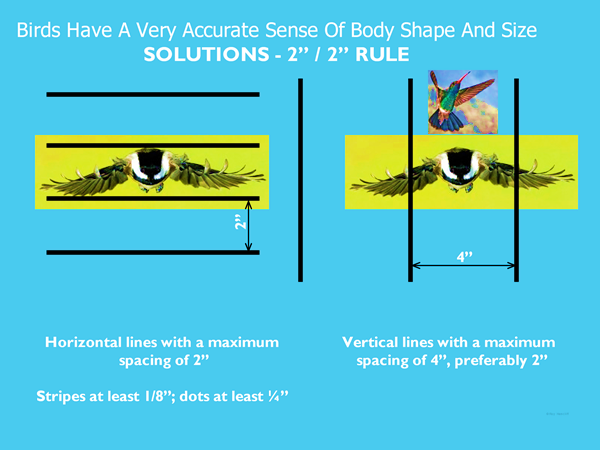 Birds Have A Very Accurate Sense Of Body Shape And Size
SOLUTIONS - 2” / 2” RULE
2”
4”
Horizontal lines with a maximum
spacing of 2”
Stripes at least 1/8”; dots at least ¼”
Vertical lines with a maximum
spacing of 4”, preferably 2”